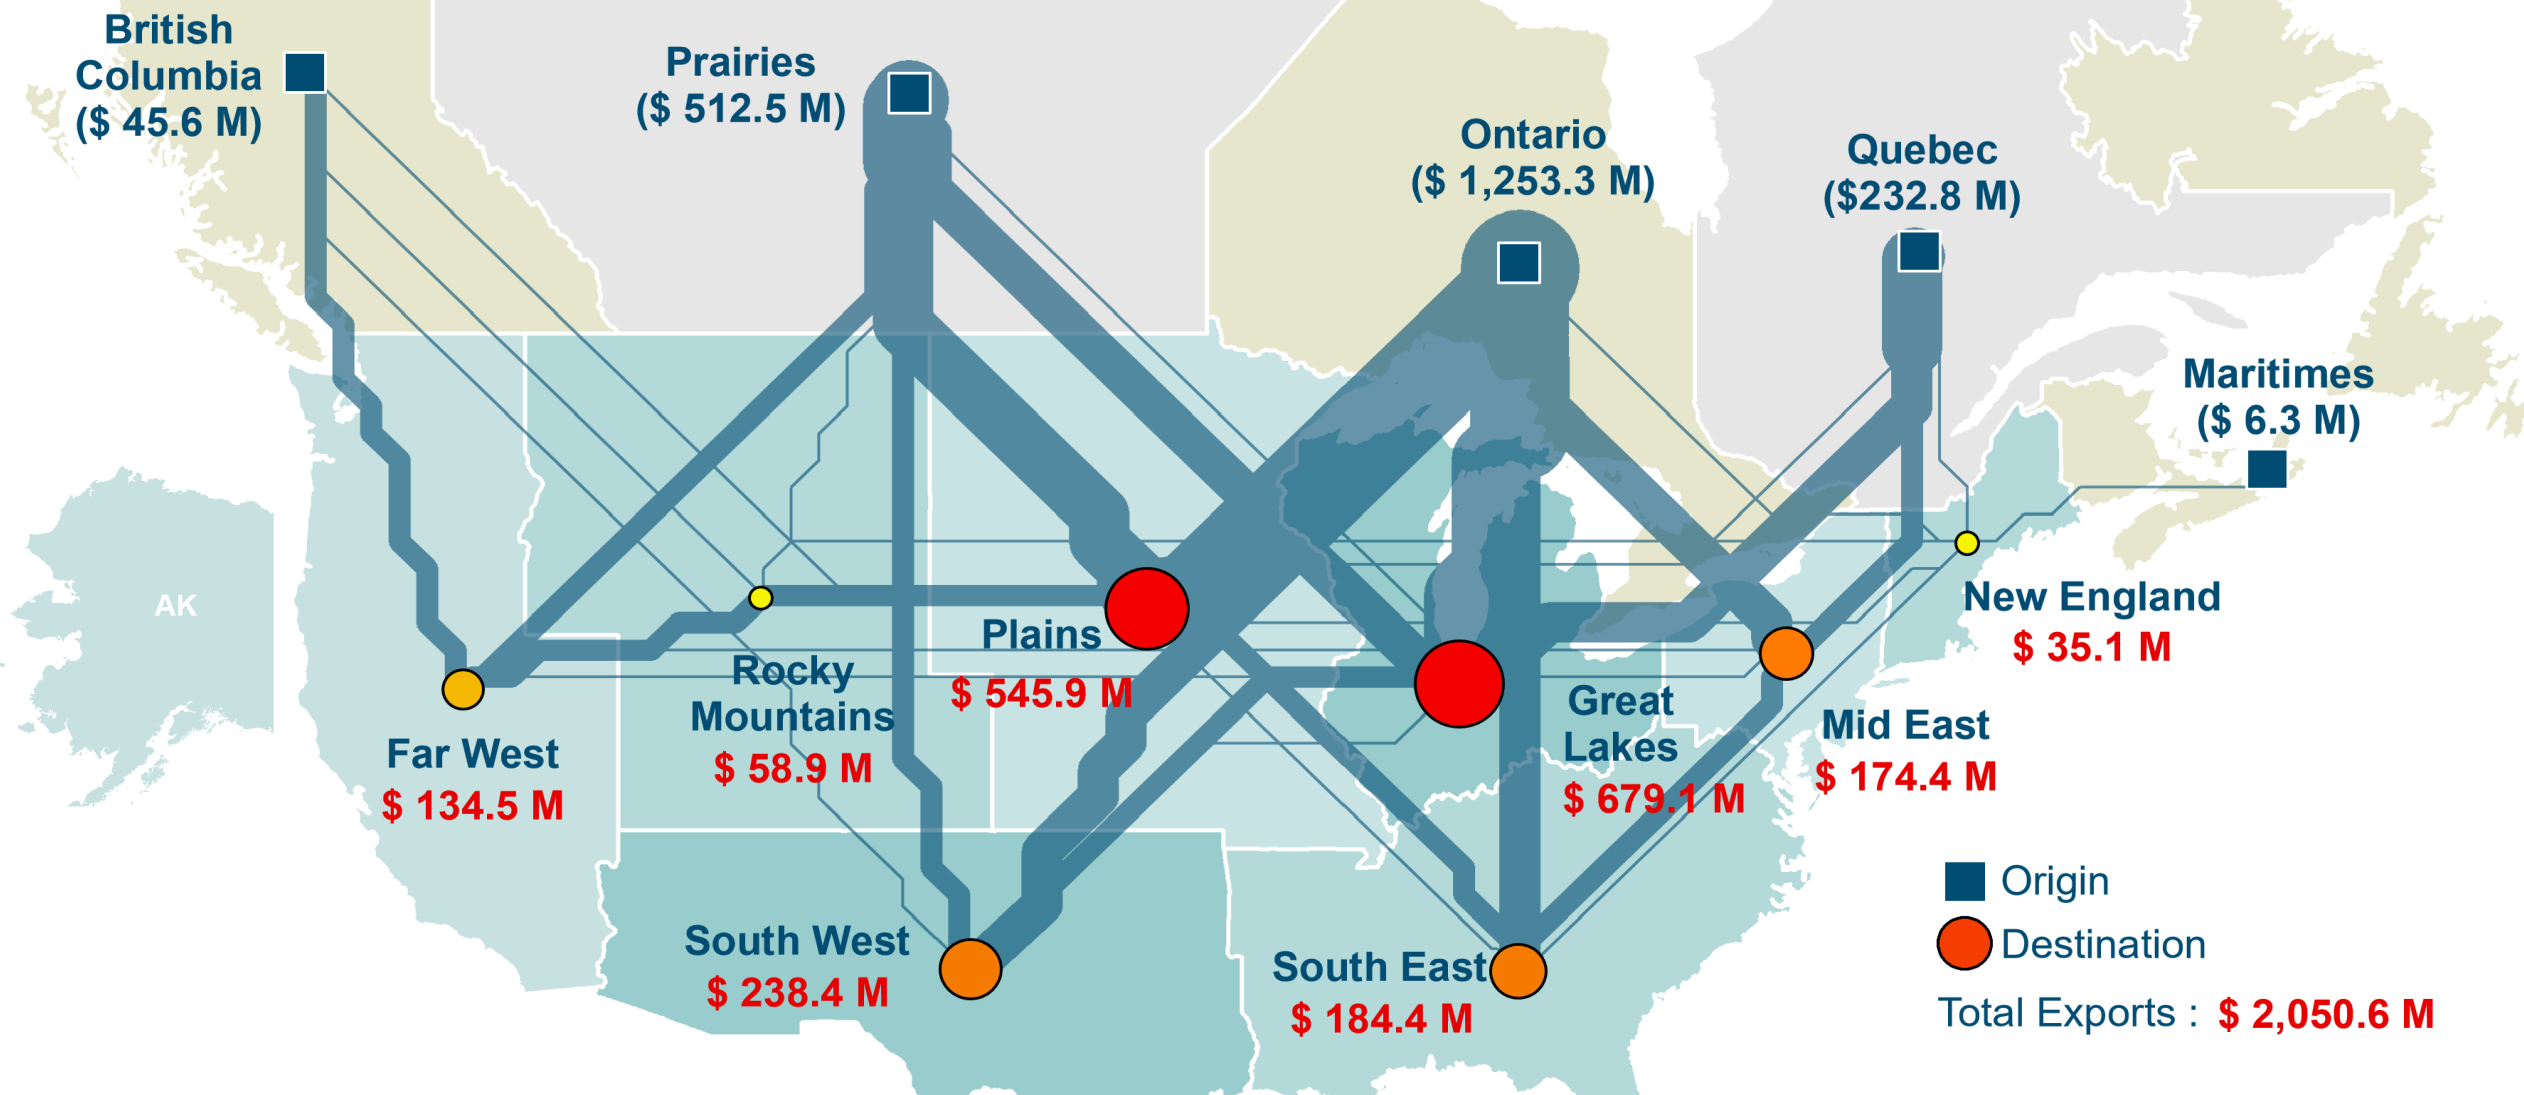 British
Columbia
($ 45.6 M)
Prairies
($ 512.5 M)
Ontario
($ 1,253.3 M)
Quebec
($232.8 M)
Maritimes
($ 6.3 M)
AK
New England
$ 35.1 M
Plains
$ 545.9 M
Rocky
Mountains
$ 58.9 M
Great
Lakes
$ 679.1 M
Mid East
$ 174.4 M
Far West
$ 134.5 M
South West
$ 238.4 M
South East
$ 184.4 M
Origin
Destination
Total Exports : $ 2,050.6 M